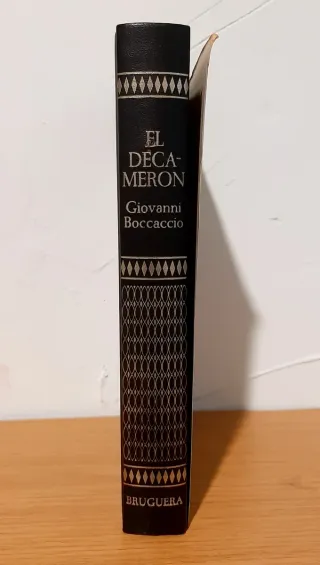 EL
DECA-
MERON
Giovanni
Boccaccio
BRUGUERA